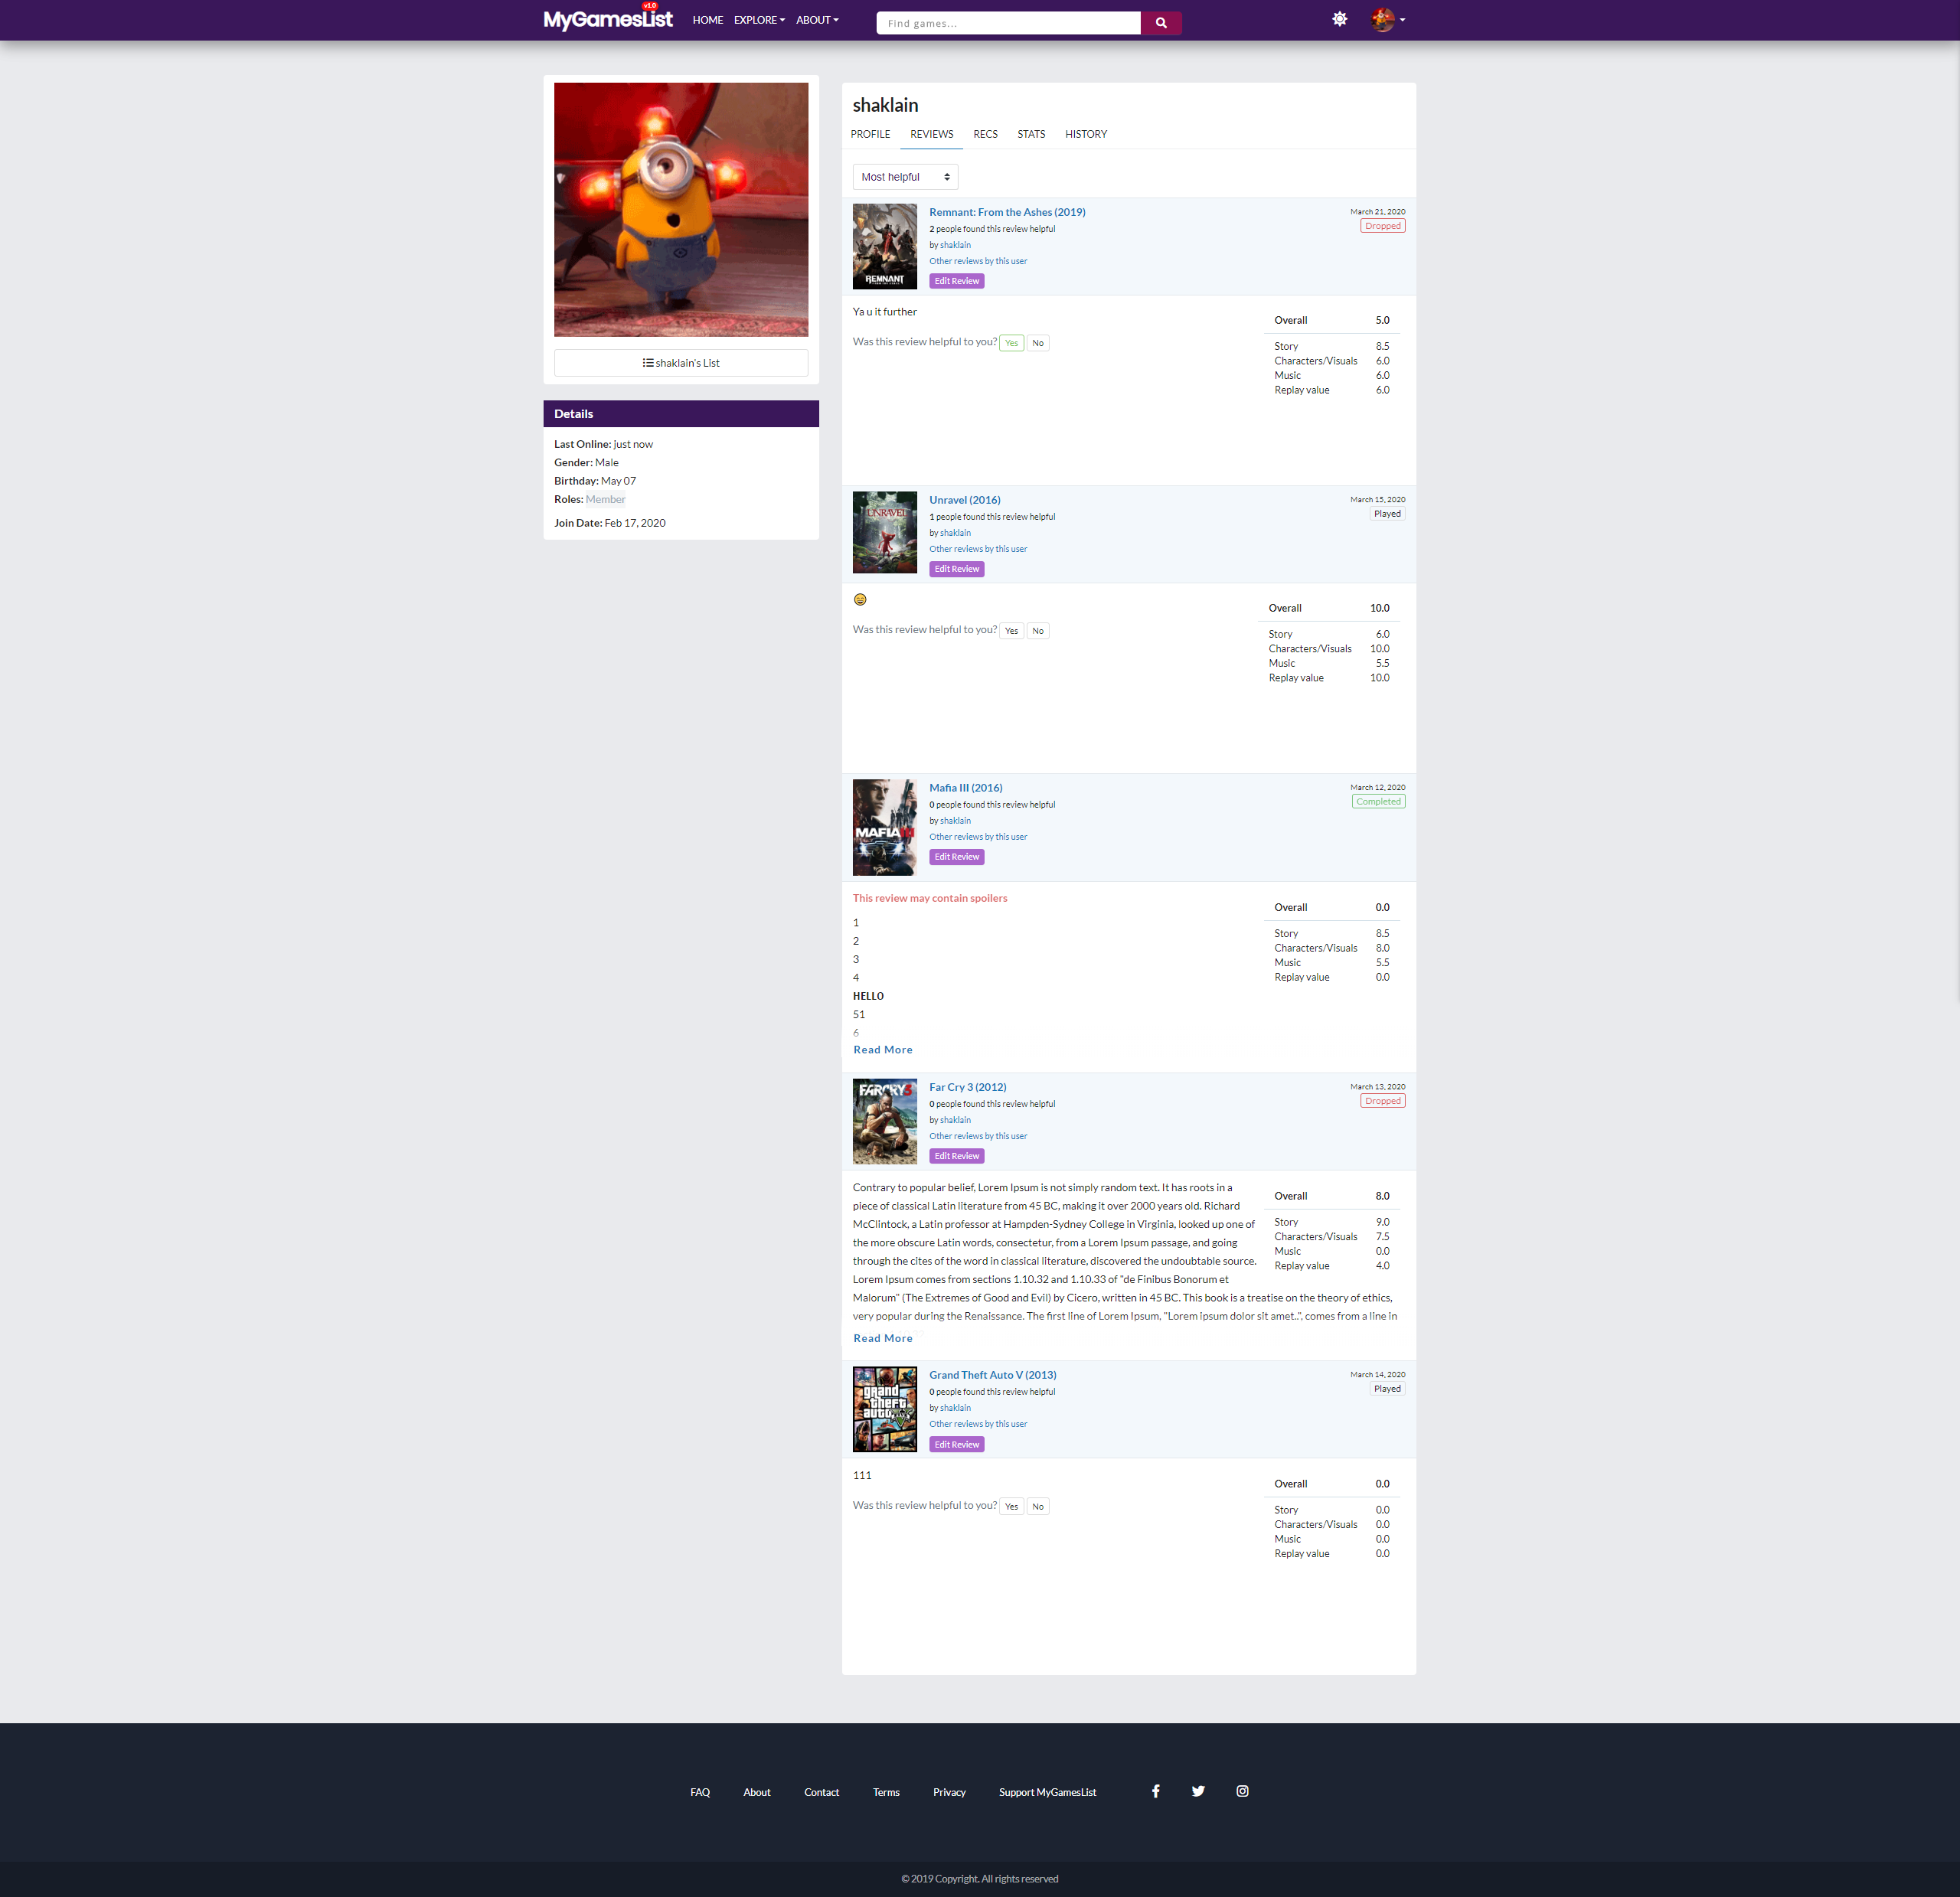 MyGamesList
v1.0
HOME EXPLORE ABOUT
Find games...
shaklain's List
Details
Last Online: just now
Gender: Male
Birthday: May 07
Roles: Member
Join Date: Feb 17, 2020
shaklain
PROFILE REVIEWS RECS STATS HISTORY
Most helpful
REMNANT
Remnant: From the Ashes (2019)
2 people found this review helpful
by shaklain
Other reviews by this user
Edit Review
March 21, 2020
Dropped
Ya u it further
Was this review helpful to you? Yes No
Overall 5.0
Story 8.5
Characters/Visuals 6.0
Music 6.0
Replay value 6.0
UNRAVEL
Unravel (2016)
1 people found this review helpful
by shaklain
Other reviews by this user
Edit Review
March 15, 2020
Played
😄
Was this review helpful to you? Yes No
Overall 10.0
Story 6.0
Characters/Visuals 10.0
Music 5.5
Replay value 10.0
MAFIA III
Mafia III (2016)
0 people found this review helpful
by shaklain
Other reviews by this user
Edit Review
March 12, 2020
Completed
This review may contain spoilers
1
2
3
4
HELLO
51
6
Read More
Overall 0.0
Story 8.5
Characters/Visuals 8.0
Music 5.5
Replay value 0.0
FARCRY3
Far Cry 3 (2012)
0 people found this review helpful
by shaklain
Other reviews by this user
Edit Review
March 13, 2020
Dropped
Contrary to popular belief, Lorem Ipsum is not simply random text. It has roots in a
piece of classical Latin literature from 45 BC, making it over 2000 years old. Richard
McClintock, a Latin professor at Hampden-Sydney College in Virginia, looked up one of
the more obscure Latin words, consectetur, from a Lorem Ipsum passage, and going
through the cites of the word in classical literature, discovered the undoubtable source.
Lorem Ipsum comes from sections 1.10.32 and 1.10.33 of "de Finibus Bonorum et
Malorum" (The Extremes of Good and Evil) by Cicero, written in 45 BC. This book is a treatise on the theory of ethics,
very popular during the Renaissance. The first line of Lorem Ipsum, "Lorem ipsum dolor sit amet..", comes from a line in
Read More
Overall 8.0
Story 9.0
Characters/Visuals 7.5
Music 0.0
Replay value 4.0
grand
theft
auto V
Grand Theft Auto V (2013)
0 people found this review helpful
by shaklain
Other reviews by this user
Edit Review
March 14, 2020
Played
111
Was this review helpful to you? Yes No
Overall 0.0
Story 0.0
Characters/Visuals 0.0
Music 0.0
Replay value 0.0
FAQ About Contact Terms Privacy Support MyGamesList
© 2019 Copyright. All rights reserved